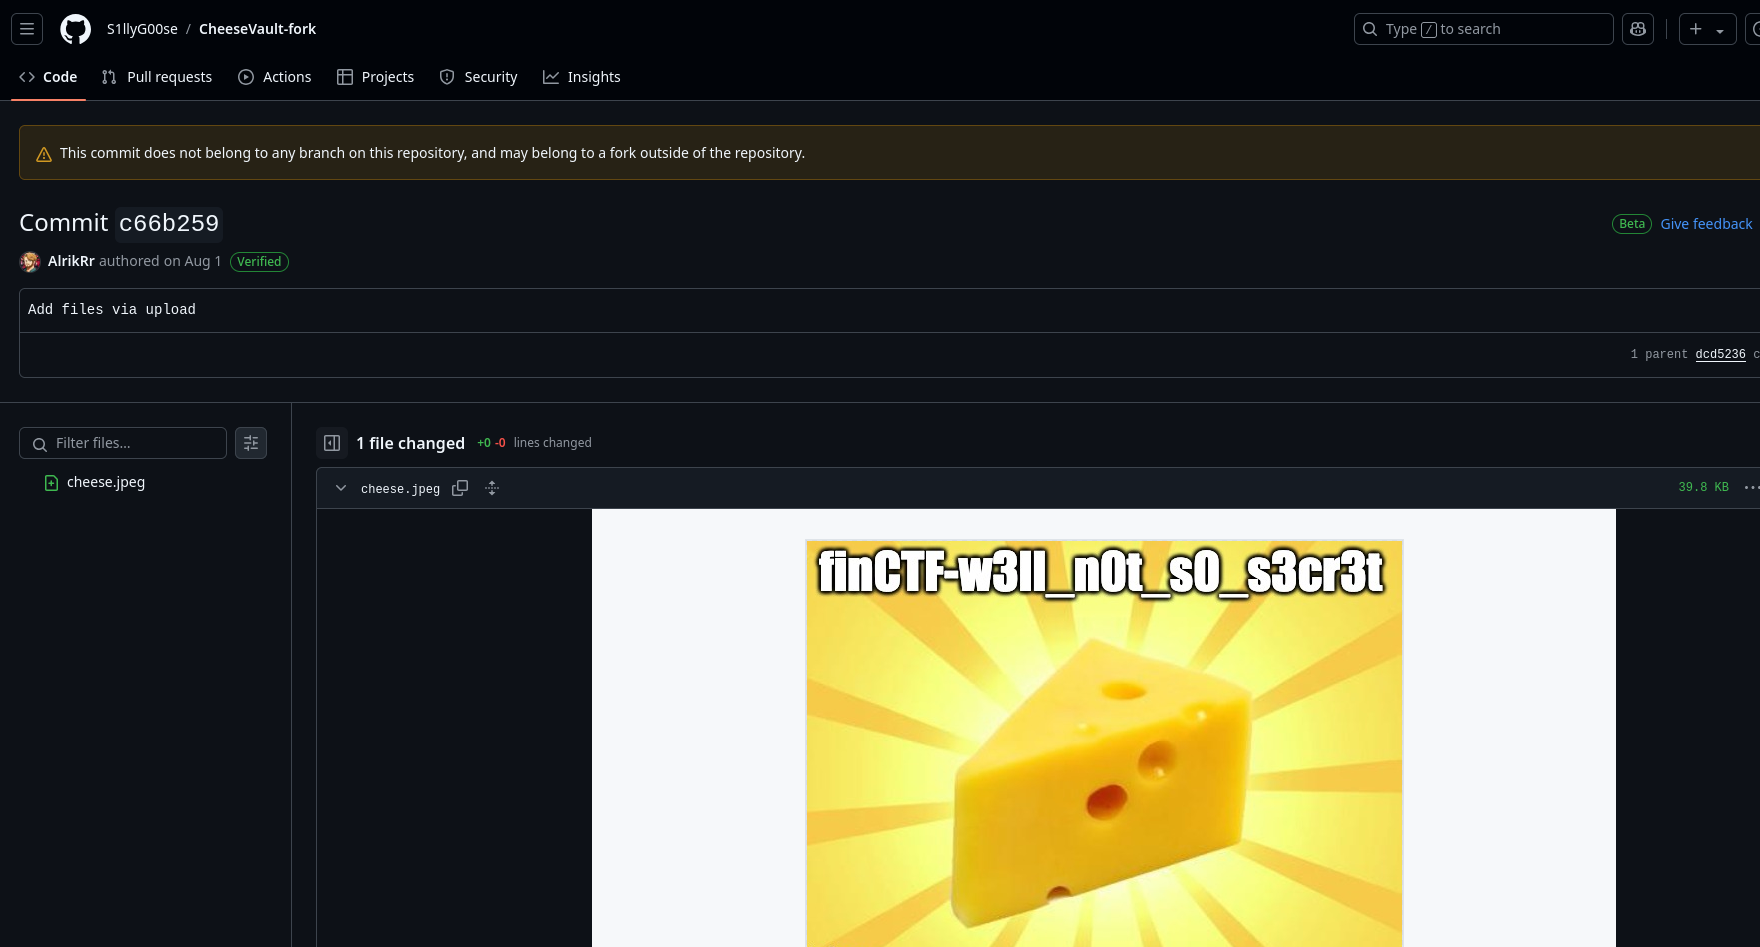 S1llyG00se / CheeseVault-fork
Type / to search
Code
Pull requests
Actions
Projects
Security
Insights
This commit does not belong to any branch on this repository, and may belong to a fork outside of the repository.
Commit c66b259
Beta
Give feedback
AlrikRr authored on Aug 1
Verified
Add files via upload
1 parent dcd5236 c
Filter files...
cheese.jpeg
1 file changed
+0 -0 lines changed
cheese.jpeg
39.8 KB
finCTF-w3ll_n0t_s0_s3cr3t